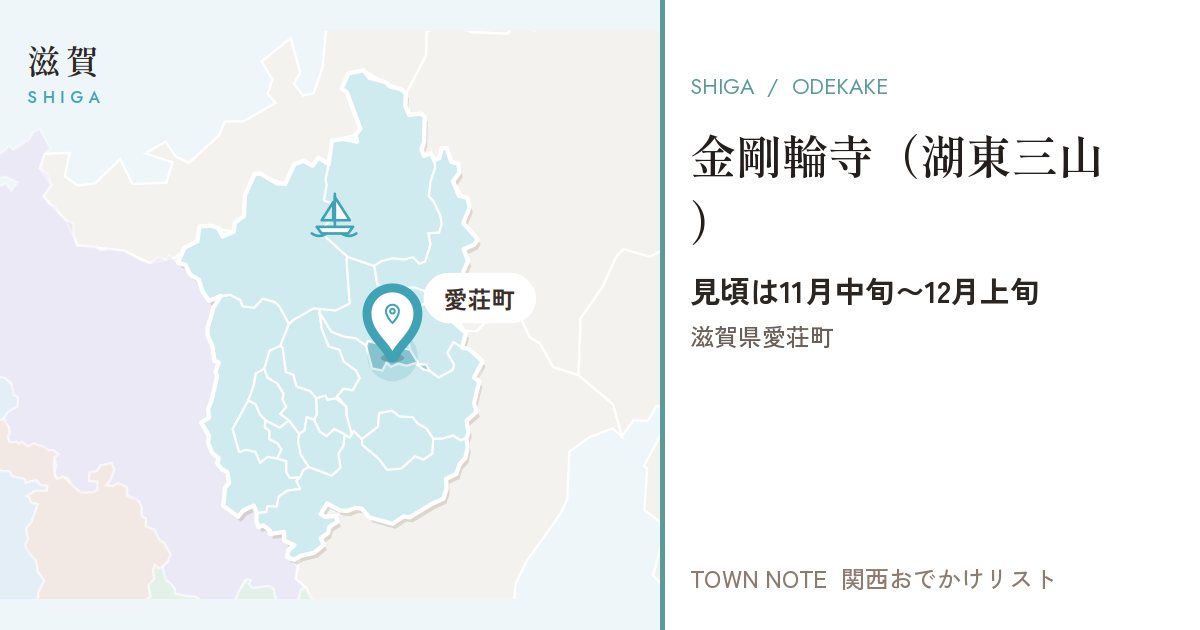 滋賀
SHIGA
愛荘町
SHIGA / ODEKAKE
金剛輪寺（湖東三山
）
見頃は11月中旬〜12月上旬
滋賀県愛荘町
TOWN NOTE 関西おでかけリスト